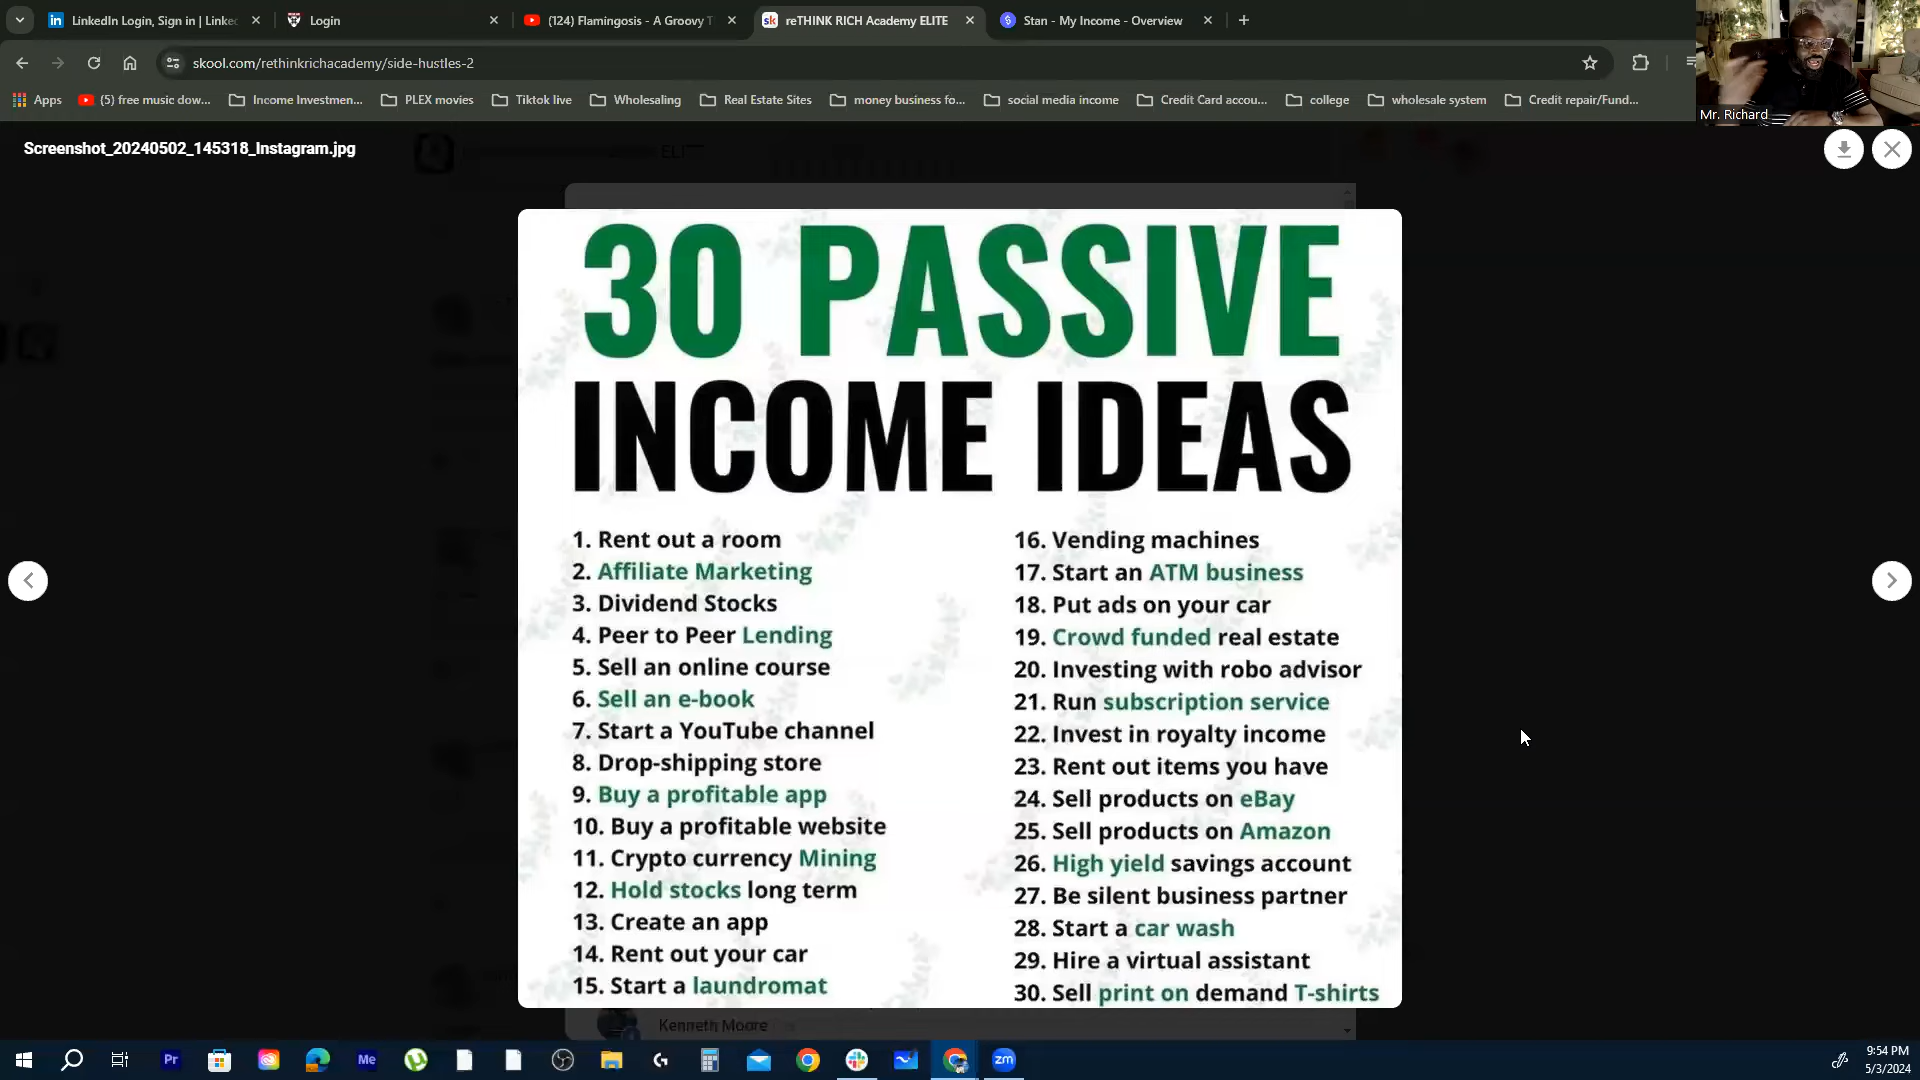 LinkedIn Login, Sign in | Linke
Login
(124) Flamingosis - A Groovy T
reTHINK RICH Academy ELITE
Stan - My Income - Overview
skool.com/rethinkrichacademy/side-hustles-2
Apps
(5) free music dow...
Income Investmen...
PLEX movies
Tiktok live
Wholesaling
Real Estate Sites
money business fo...
social media income
Credit Card accou...
college
wholesale system
Credit repair/Fund...
Mr. Richard
Screenshot_20240502_145318_Instagram.jpg
30 PASSIVE
INCOME IDEAS
1. Rent out a room
2. Affiliate Marketing
3. Dividend Stocks
4. Peer to Peer Lending
5. Sell an online course
6. Sell an e-book
7. Start a YouTube channel
8. Drop-shipping store
9. Buy a profitable app
10. Buy a profitable website
11. Crypto currency Mining
12. Hold stocks long term
13. Create an app
14. Rent out your car
15. Start a laundromat
16. Vending machines
17. Start an ATM business
18. Put ads on your car
19. Crowd funded real estate
20. Investing with robo advisor
21. Run subscription service
22. Invest in royalty income
23. Rent out items you have
24. Sell products on eBay
25. Sell products on Amazon
26. High yield savings account
27. Be silent business partner
28. Start a car wash
29. Hire a virtual assistant
30. Sell print on demand T-shirts
Kenneth Moore
Pr
Me
zm
9:54 PM
5/3/2024